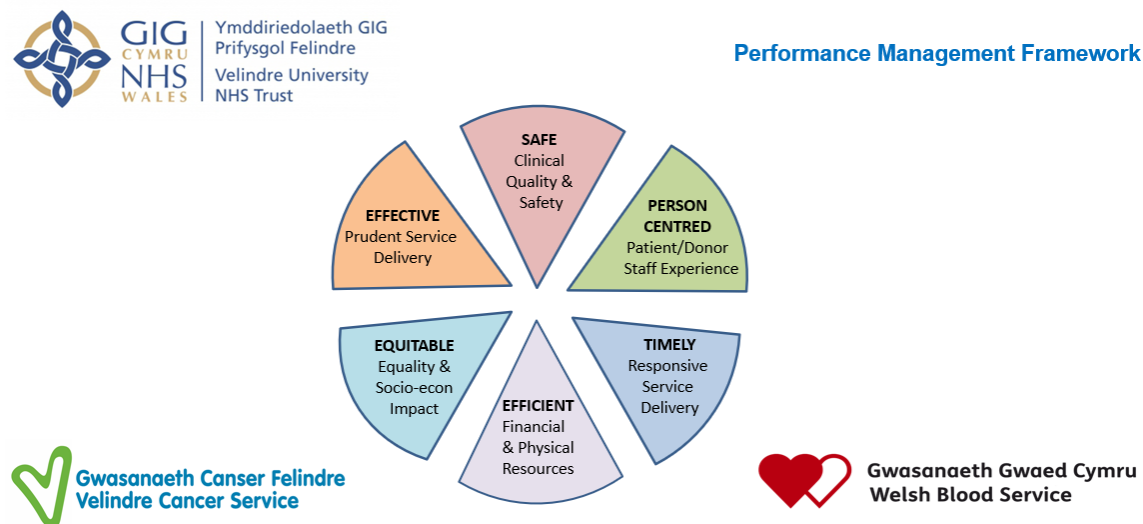 GIG
CYMRU
NHS
WALES
Ymddiriedolaeth GIG
Prifysgol Felindre
Velindre University
NHS Trust
Performance Management Framework
SAFE
Clinical
Quality &
Safety
PERSON
CENTRED
Patient/Donor
Staff Experience
TIMELY
Responsive
Service
Delivery
EFFICIENT
Financial
& Physical
Resources
EQUITABLE
Equality &
Socio-econ
Impact
EFFECTIVE
Prudent Service
Delivery
Gwasanaeth Canser Felindre
Velindre Cancer Service
Gwasanaeth Gwaed Cymru
Welsh Blood Service